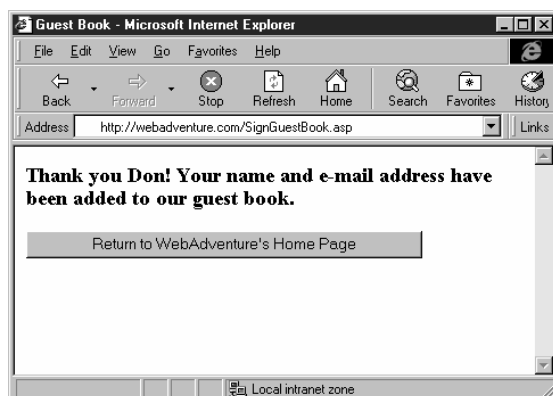 Guest Book - Microsoft Internet Explorer
File Edit View Go Favorites Help
Back Forward Stop Refresh Home Search Favorites History
Address http://webadventure.com/SignGuestBook.asp Links
Thank you Don! Your name and e-mail address have
been added to our guest book.
Return to WebAdventure's Home Page
Local intranet zone